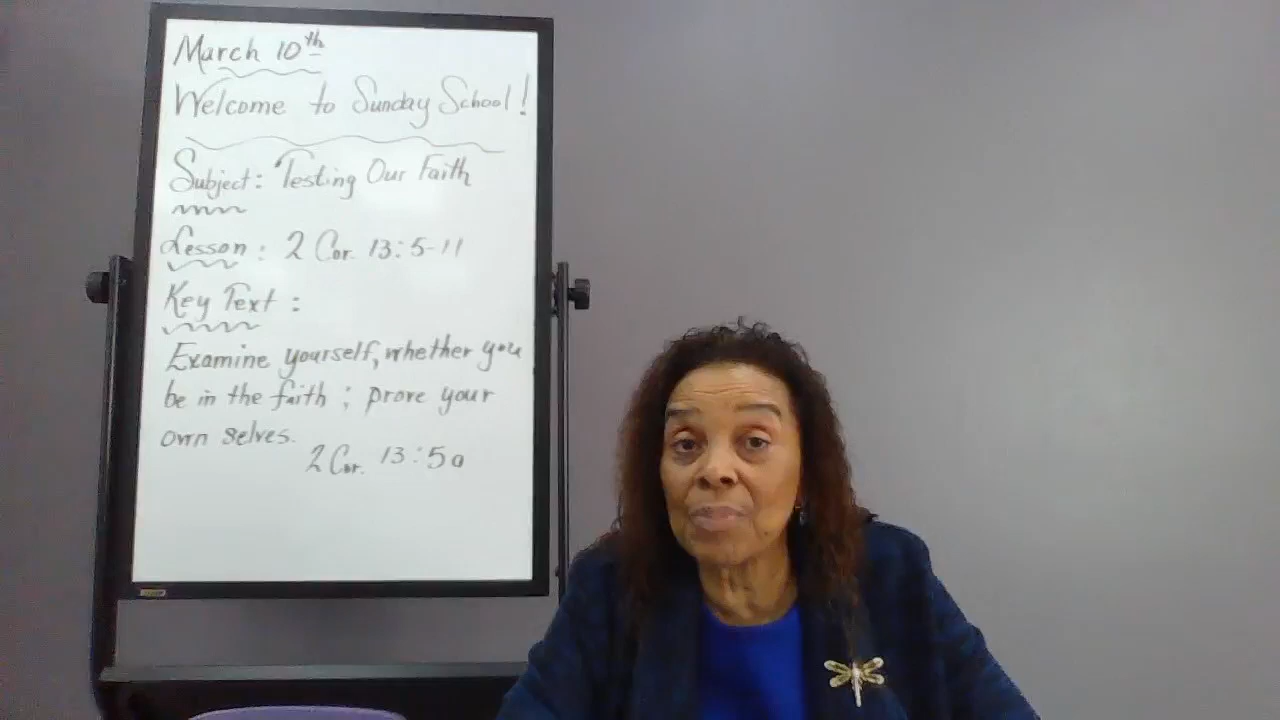 March 10th
Welcome to Sunday School!
Subject: Testing Our Faith
Lesson: 2 Cor. 13:5-11
Key Text:
Examine yourself, whether you
be in the faith; prove your
own selves.
2 Cor. 13:5a